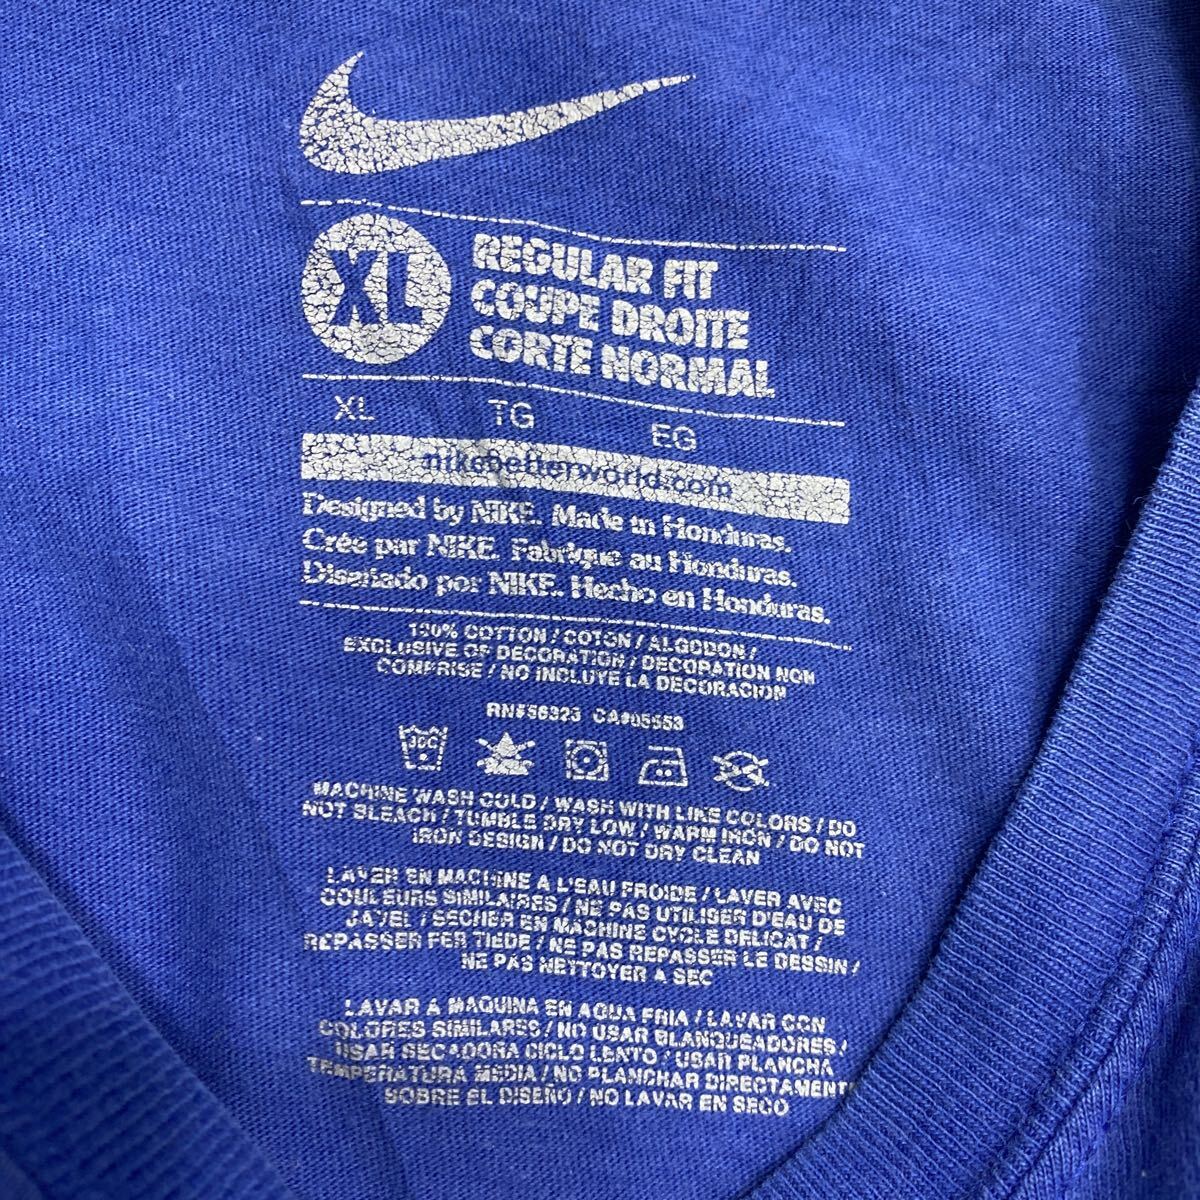 XL
REGULAR FIT
COUPE DROITE
CORTE NORMAL
XL TG EG
nikebetterworld.com
Designed by NIKE. Made in Honduras.
Crée par NIKE. Fabrique au Honduras.
Diseñado por NIKE. Hecho en Honduras.
100% COTTON / COTON / ALGODON /
EXCLUSIVE OF DECORATION / DECORATION NON
COMPRISE / NO INCLUYE LA DECORACION
RN#56323 CA#05553
30C
MACHINE WASH COLD / WASH WITH LIKE COLORS / DO
NOT BLEACH / TUMBLE DRY LOW / WARM IRON / DO NOT
IRON DESIGN / DO NOT DRY CLEAN
LAVER EN MACHINE A L'EAU FROIDE / LAVER AVEC
COULEURS SIMILAIRES / NE PAS UTILISER D'EAU DE
JAVEL / SECHER EN MACHINE CYCLE DELICAT /
REPASSER FER TIEDE / NE PAS REPASSER LE DESSIN /
NE PAS NETTOYER A SEC
LAVAR A MAQUINA EN AGUA FRIA / LAVAR CON
COLORES SIMILARES / NO USAR BLANQUEADORES /
USAR SECADORA CICLO LENTO / USAR PLANCHA
TEMPERATURA MEDIA / NO PLANCHAR DIRECTAMENTE
SOBRE EL DISEÑO / NO LAVAR EN SECO